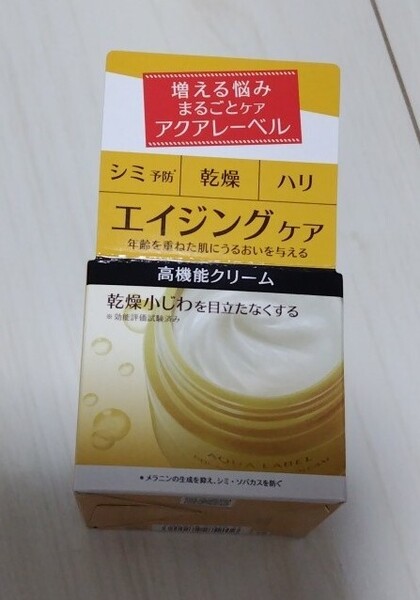 増える悩み
まるごとケア
アクアレーベル
シミ予防* 乾燥 ハリ
エイジングケア
年齢を重ねた肌にうるおいを与える
高機能クリーム
乾燥小じわを目立たなくする
※効能評価試験済み
AQUA LABEL
*メラニンの生成を抑え、シミ・ソバカスを防ぐ